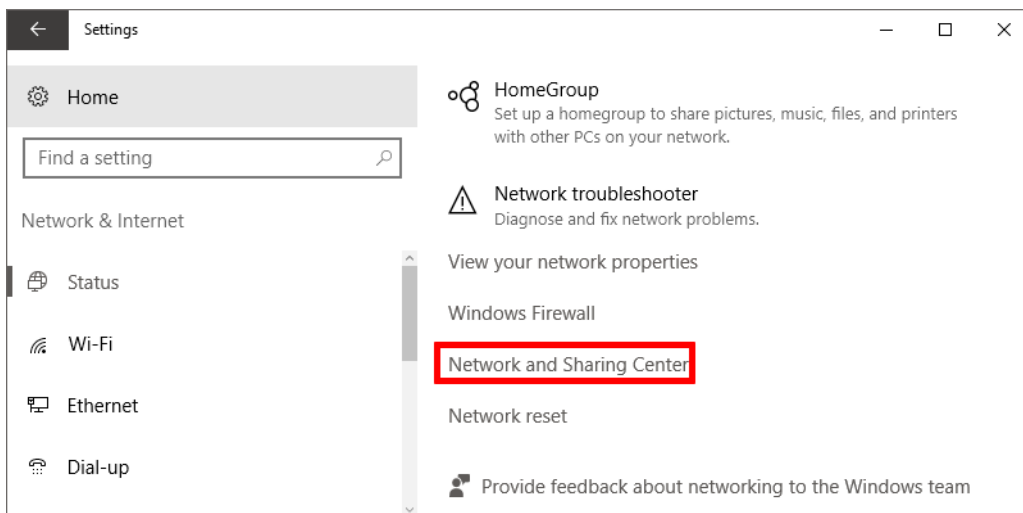 Settings
Home
Find a setting
Network & Internet
Status
Wi-Fi
Ethernet
Dial-up
HomeGroup
Set up a homegroup to share pictures, music, files, and printers
with other PCs on your network.
Network troubleshooter
Diagnose and fix network problems.
View your network properties
Windows Firewall
Network and Sharing Center
Network reset
Provide feedback about networking to the Windows team